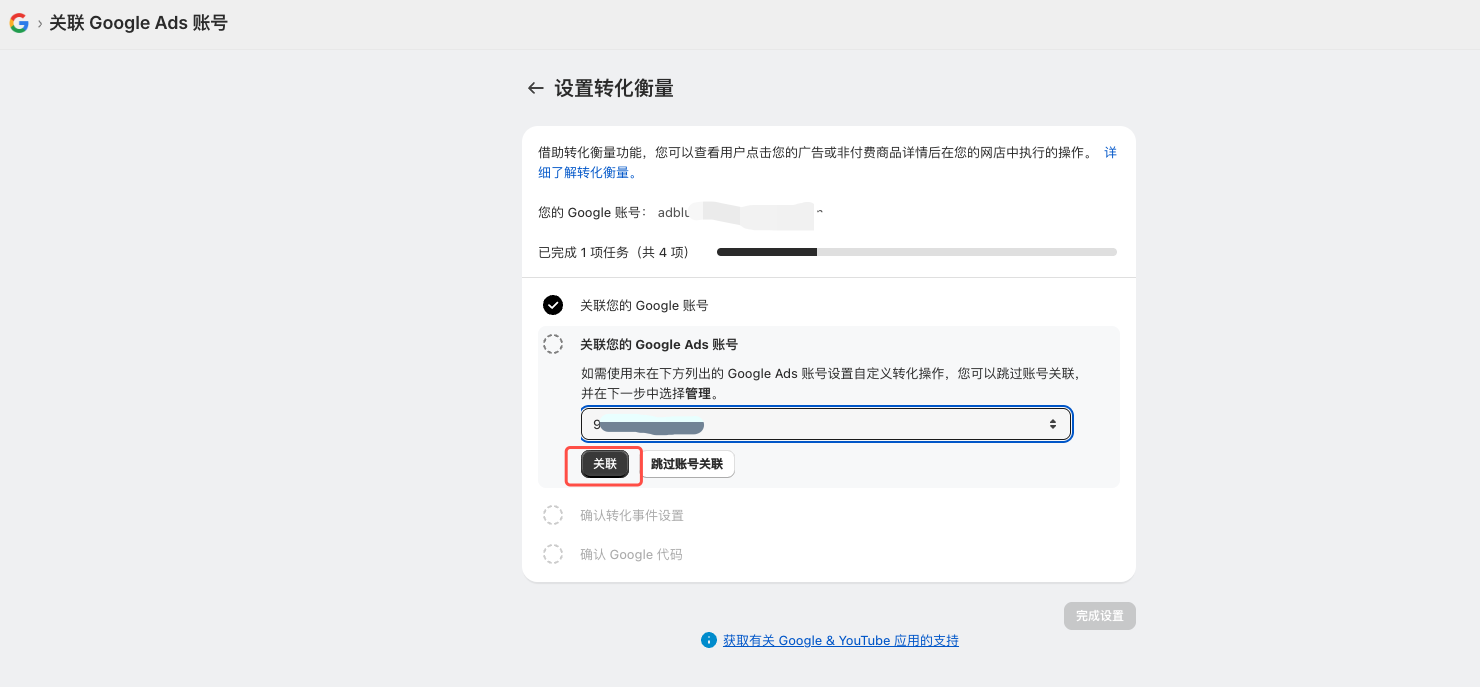 关联 Google Ads 账号
设置转化衡量
借助转化衡量功能，您可以查看用户点击您的广告或非付费商品详情后在您的网店中执行的操作。 详
细了解转化衡量。
您的 Google 账号： adblu
已完成 1 项任务（共 4 项）
关联您的 Google 账号
关联您的 Google Ads 账号
如需使用未在下方列出的 Google Ads 账号设置自定义转化操作，您可以跳过账号关联，
并在下一步中选择管理。
9
关联 跳过账号关联
确认转化事件设置
确认 Google 代码
完成设置
获取有关 Google & YouTube 应用的支持